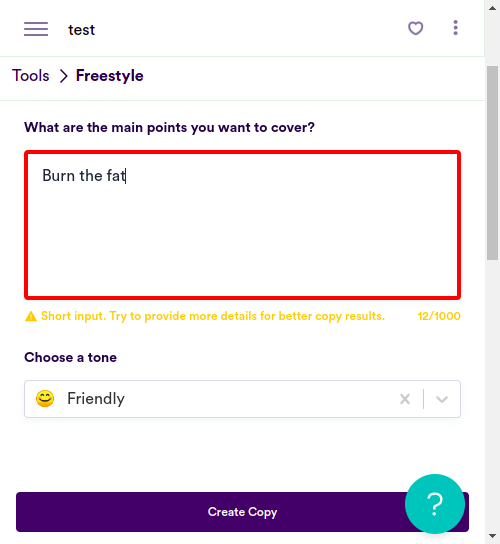 test
Tools > Freestyle
What are the main points you want to cover?
Burn the fat
Short input. Try to provide more details for better copy results. 12/1000
Choose a tone
😊 Friendly
Create Copy
?